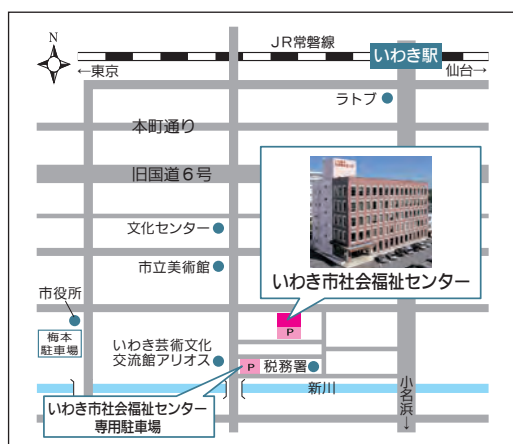 N
JR常磐線
いわき駅
←東京
仙台→
ラトブ
本町通り
旧国道6号
文化センター
市立美術館
いわき市社会福祉センター
市役所
梅本
駐車場
P
いわき芸術文化
交流館アリオス
P
税務署
新川
いわき市社会福祉センター
専用駐車場
小名浜→